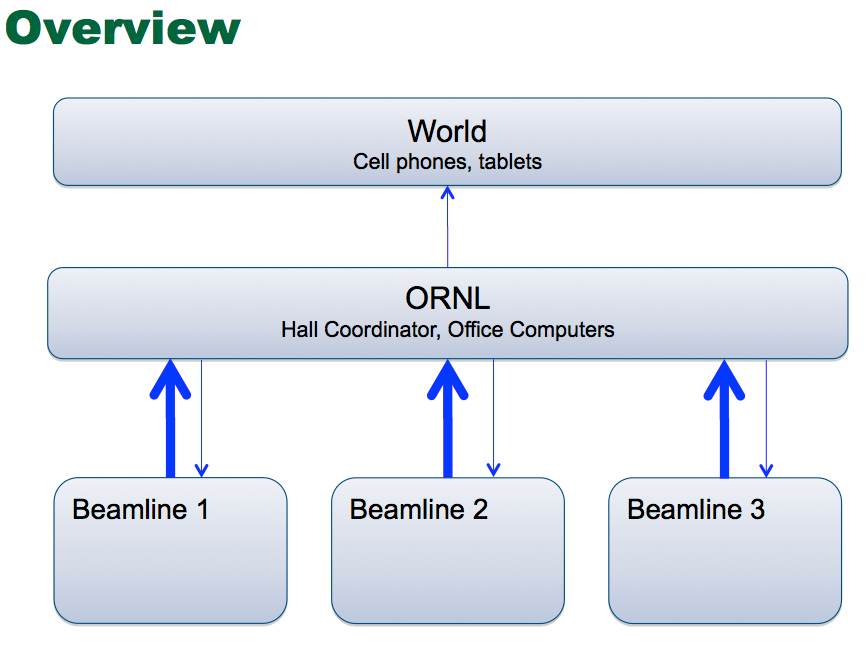 Overview
World
Cell phones, tablets
ORNL
Hall Coordinator, Office Computers
Beamline 1
Beamline 2
Beamline 3